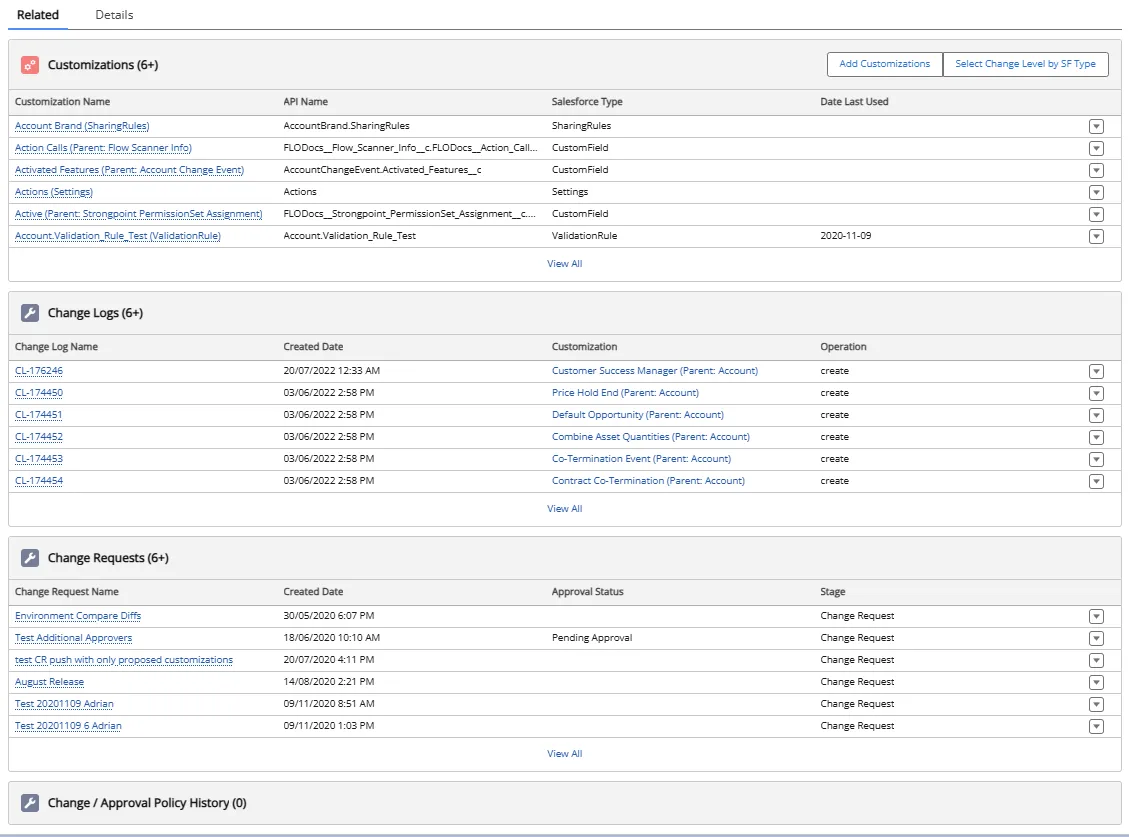 Related Details
Customizations (6+) Add Customizations Select Change Level by SF Type
Customization Name API Name Salesforce Type Date Last Used
Account Brand (SharingRules) AccountBrand.SharingRules SharingRules
Action Calls (Parent: Flow Scanner Info) FLODocs__Flow_Scanner_Info__c.FLODocs__Action_Call... CustomField
Activated Features (Parent: Account Change Event) AccountChangeEvent.Activated_Features__c CustomField
Actions (Settings) Actions Settings
Active (Parent: Strongpoint PermissionSet Assignment) FLODocs__Strongpoint_PermissionSet_Assignment__c.... CustomField
Account.Validation_Rule_Test (ValidationRule) Account.Validation_Rule_Test ValidationRule 2020-11-09
View All
Change Logs (6+)
Change Log Name Created Date Customization Operation
CL-176246 20/07/2022 12:33 AM Customer Success Manager (Parent: Account) create
CL-174450 03/06/2022 2:58 PM Price Hold End (Parent: Account) create
CL-174451 03/06/2022 2:58 PM Default Opportunity (Parent: Account) create
CL-174452 03/06/2022 2:58 PM Combine Asset Quantities (Parent: Account) create
CL-174453 03/06/2022 2:58 PM Co-Termination Event (Parent: Account) create
CL-174454 03/06/2022 2:58 PM Contract Co-Termination (Parent: Account) create
View All
Change Requests (6+)
Change Request Name Created Date Approval Status Stage
Environment Compare Diffs 30/05/2020 6:07 PM Change Request
Test Additional Approvers 18/06/2020 10:10 AM Pending Approval Change Request
test CR push with only proposed customizations 20/07/2020 4:11 PM Change Request
August Release 14/08/2020 2:21 PM Change Request
Test 20201109 Adrian 09/11/2020 8:51 AM Change Request
Test 20201109 6 Adrian 09/11/2020 1:03 PM Change Request
View All
Change / Approval Policy History (0)